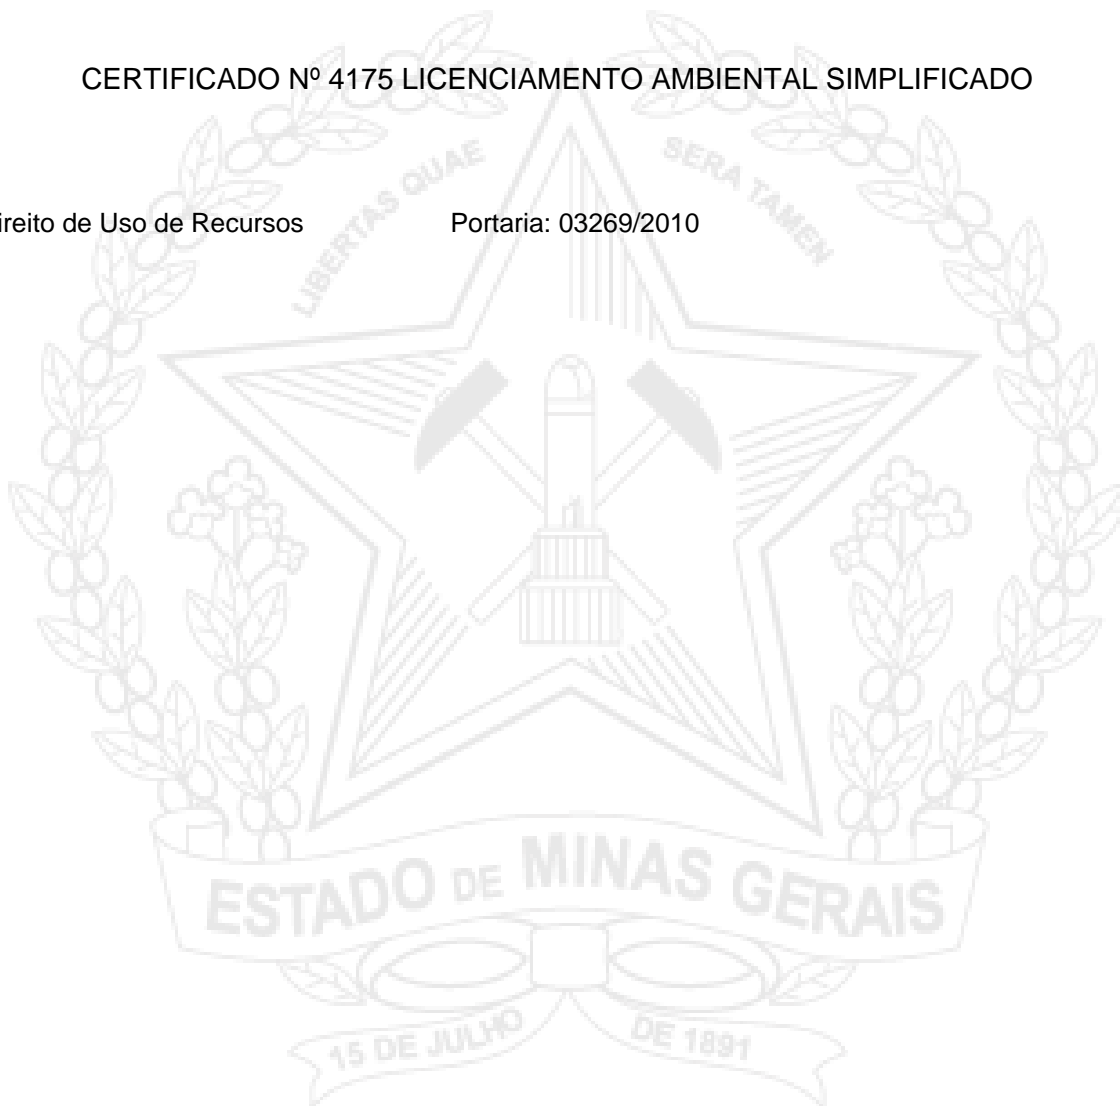 CERTIFICADO Nº 4175 LICENCIAMENTO AMBIENTAL SIMPLIFICADO
LIBERTAS QUAE SERA TAMEN
ireito de Uso de Recursos Portaria: 03269/2010
ESTADO DE MINAS GERAIS
15 DE JULHO DE 1891